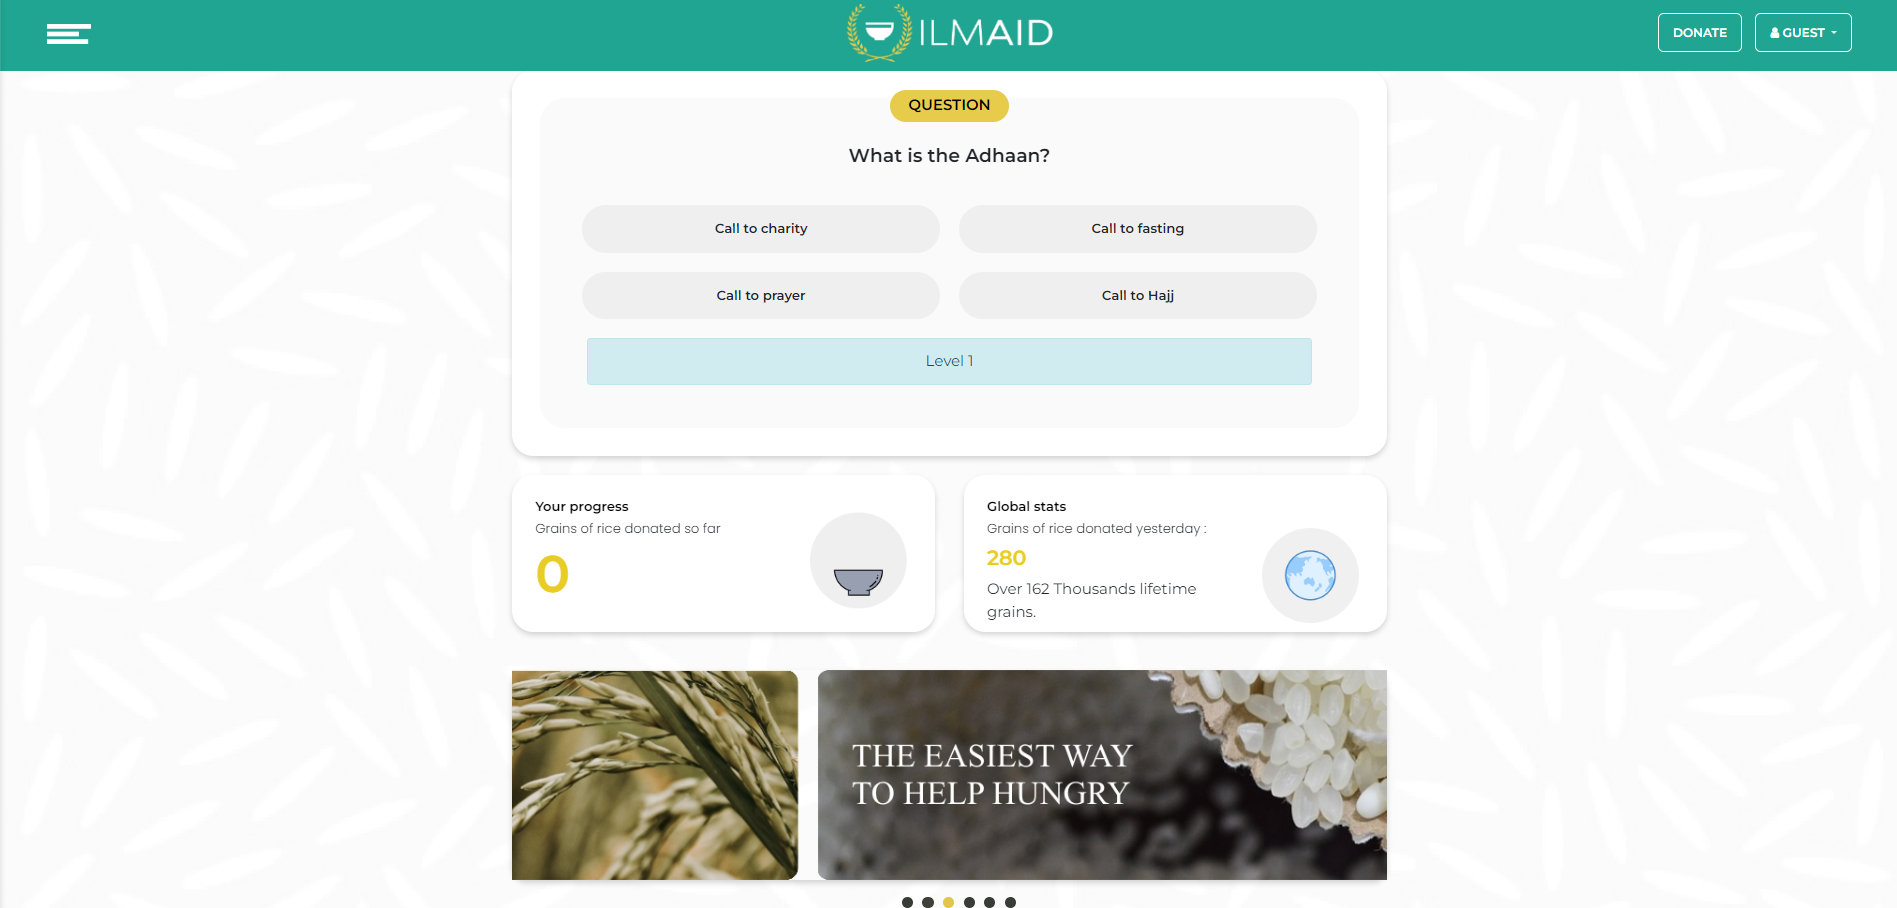 ILMAID
DONATE
GUEST
QUESTION
What is the Adhaan?
Call to charity
Call to fasting
Call to prayer
Call to Hajj
Level 1
Your progress
Grains of rice donated so far
0
Global stats
Grains of rice donated yesterday :
280
Over 162 Thousands lifetime
grains.
THE EASIEST WAY
TO HELP HUNGRY